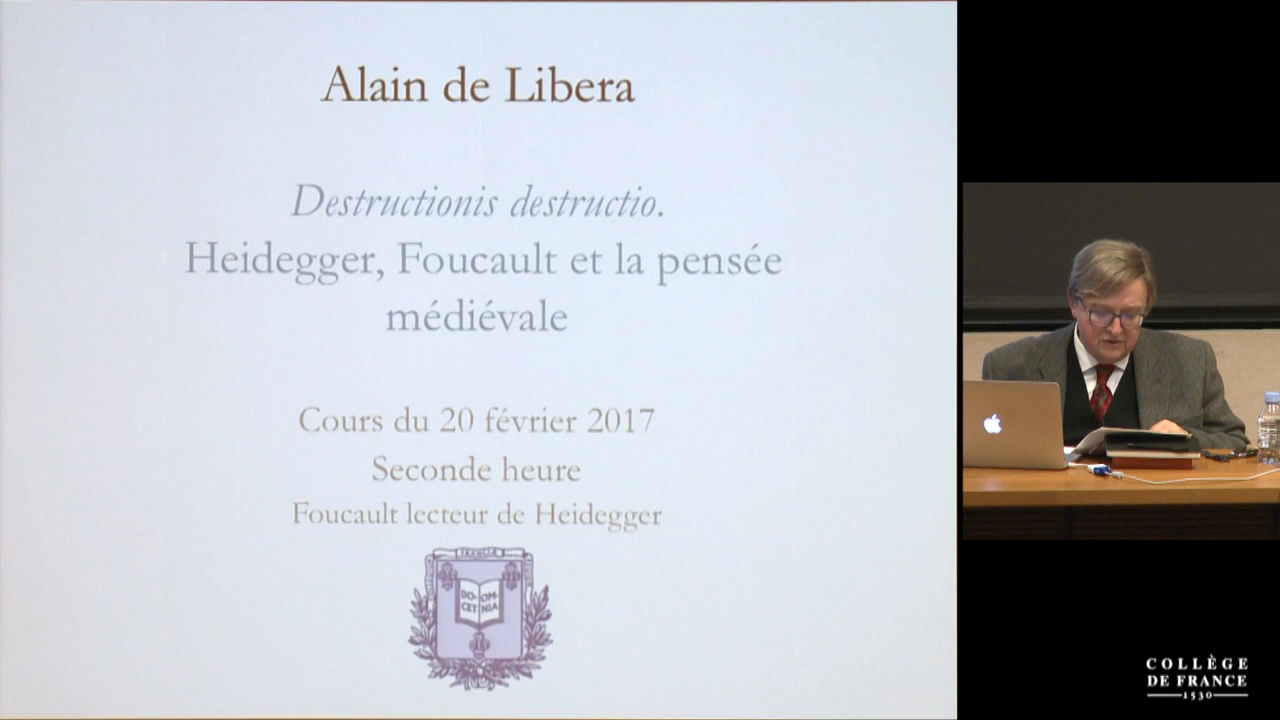 Alain de Libera
Destructionis destructio.
Heidegger, Foucault et la pensée
médiévale
Cours du 20 février 2017
Seconde heure
Foucault lecteur de Heidegger
DO- OM-
CET NIA
COLLÈGE
DE FRANCE
1530